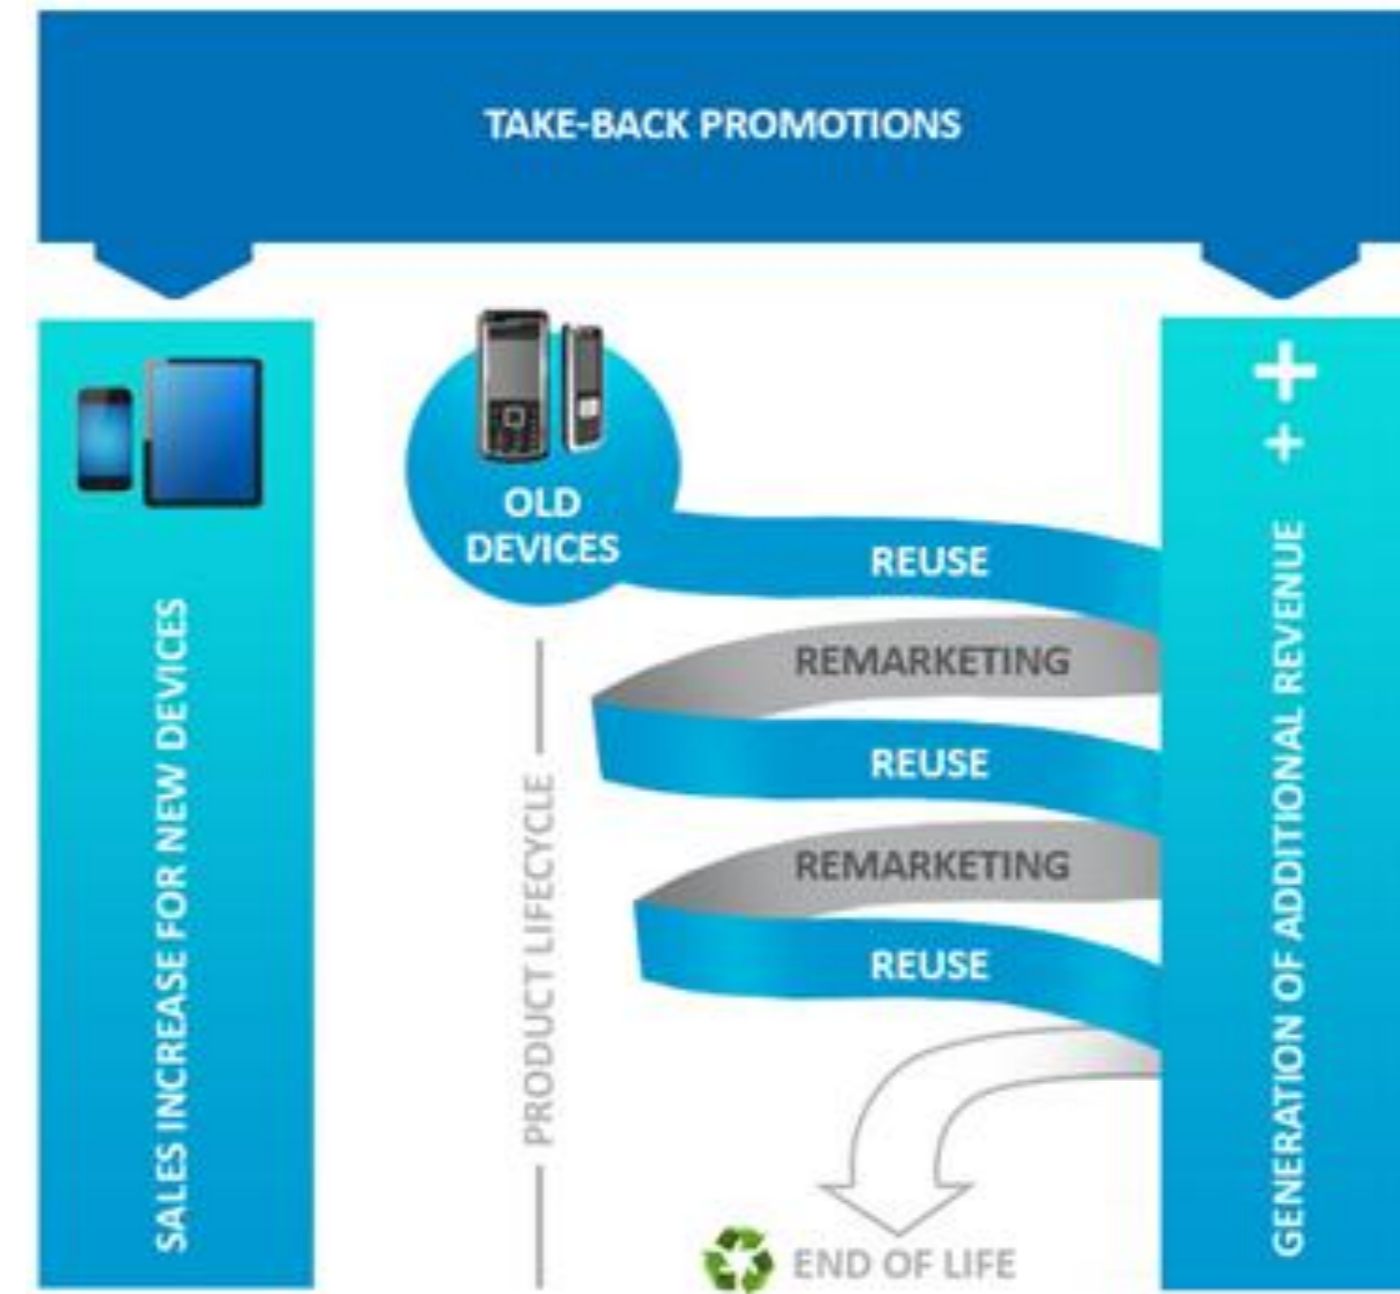 TAKE-BACK PROMOTIONS
SALES INCREASE FOR NEW DEVICES
OLD
DEVICES
PRODUCT LIFECYCLE
REUSE
REMARKETING
REUSE
REMARKETING
REUSE
END OF LIFE
GENERATION OF ADDITIONAL REVENUE + +